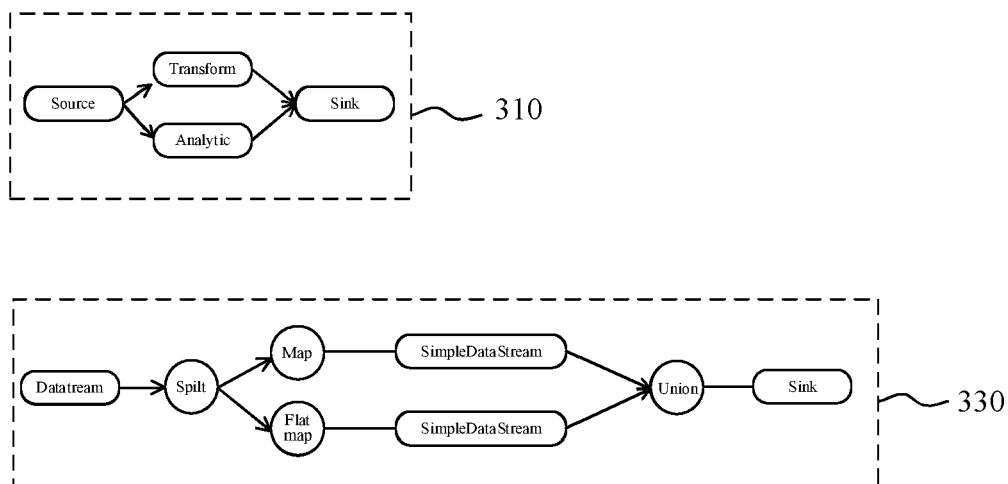 Transform
Source
Sink
310
Analytic
Map
SimpleDataStream
Datatream
Spilt
Union
Sink
330
Flat
map
SimpleDataStream